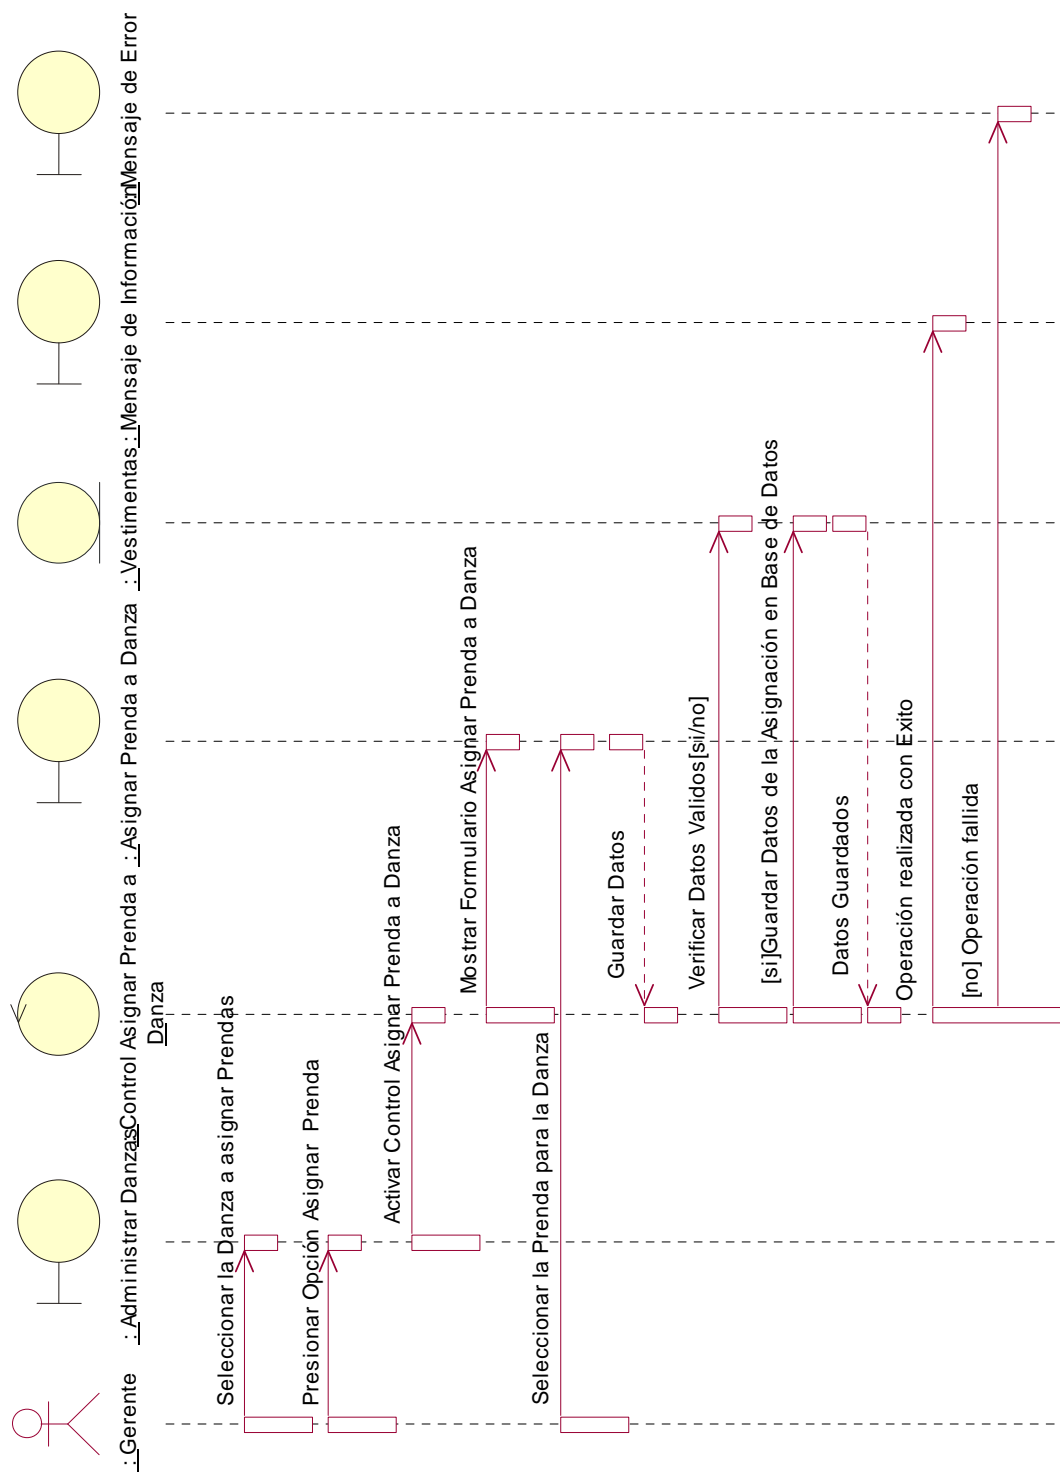 : Gerente
: Administrar Danzas
: Control Asignar Prenda a
Danza
: Asignar Prenda a Danza
: Vestimentas
: Mensaje de Información
: Mensaje de Error
Seleccionar la Danza a asignar Prendas
Presionar Opción Asignar Prenda
Activar Control Asignar Prenda a Danza
Mostrar Formulario Asignar Prenda a Danza
Seleccionar la Prenda para la Danza
Guardar Datos
Verificar Datos Validos[si/no]
[si]Guardar Datos de la Asignación en Base de Datos
Datos Guardados
Operación realizada con Exito
[no] Operación fallida